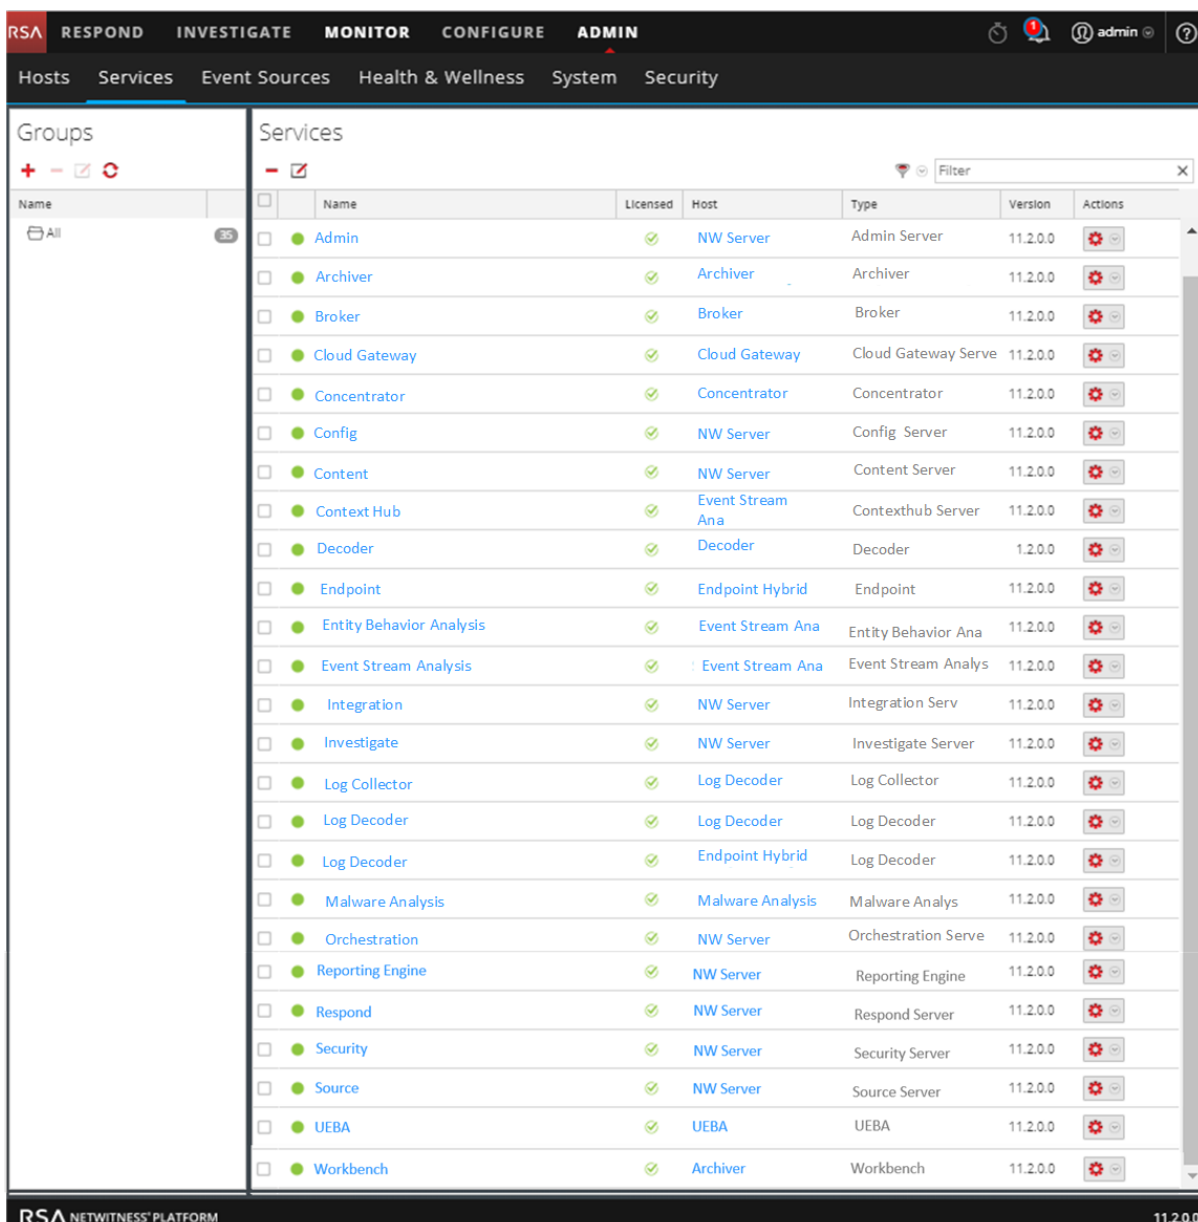 RSA RESPOND INVESTIGATE MONITOR CONFIGURE ADMIN 1 admin
Hosts Services Event Sources Health & Wellness System Security
Groups
Services
Filter
Name
Name Licensed Host Type Version Actions
All 35
Admin NW Server Admin Server 11.2.0.0
Archiver Archiver Archiver 11.2.0.0
Broker Broker Broker 11.2.0.0
Cloud Gateway Cloud Gateway Cloud Gateway Serve 11.2.0.0
Concentrator Concentrator Concentrator 11.2.0.0
Config NW Server Config Server 11.2.0.0
Content NW Server Content Server 11.2.0.0
Context Hub Event Stream Ana Contexthub Server 11.2.0.0
Decoder Decoder Decoder 1.2.0.0
Endpoint Endpoint Hybrid Endpoint 11.2.0.0
Entity Behavior Analysis Event Stream Ana Entity Behavior Ana 11.2.0.0
Event Stream Analysis Event Stream Ana Event Stream Analys 11.2.0.0
Integration NW Server Integration Serv 11.2.0.0
Investigate NW Server Investigate Server 11.2.0.0
Log Collector Log Decoder Log Collector 11.2.0.0
Log Decoder Log Decoder Log Decoder 11.2.0.0
Log Decoder Endpoint Hybrid Log Decoder 11.2.0.0
Malware Analysis Malware Analysis Malware Analys 11.2.0.0
Orchestration NW Server Orchestration Serve 11.2.0.0
Reporting Engine NW Server Reporting Engine 11.2.0.0
Respond NW Server Respond Server 11.2.0.0
Security NW Server Security Server 11.2.0.0
Source NW Server Source Server 11.2.0.0
UEBA UEBA UEBA 11.2.0.0
Workbench Archiver Workbench 11.2.0.0
RSA NETWITNESS® PLATFORM 11.2.0.0